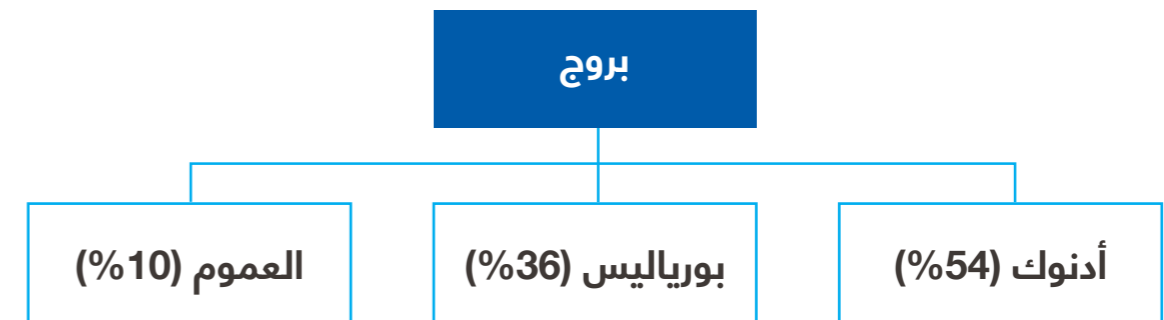 بروج
أدنوك (54%)
بورياليس (36%)
العموم (10%)